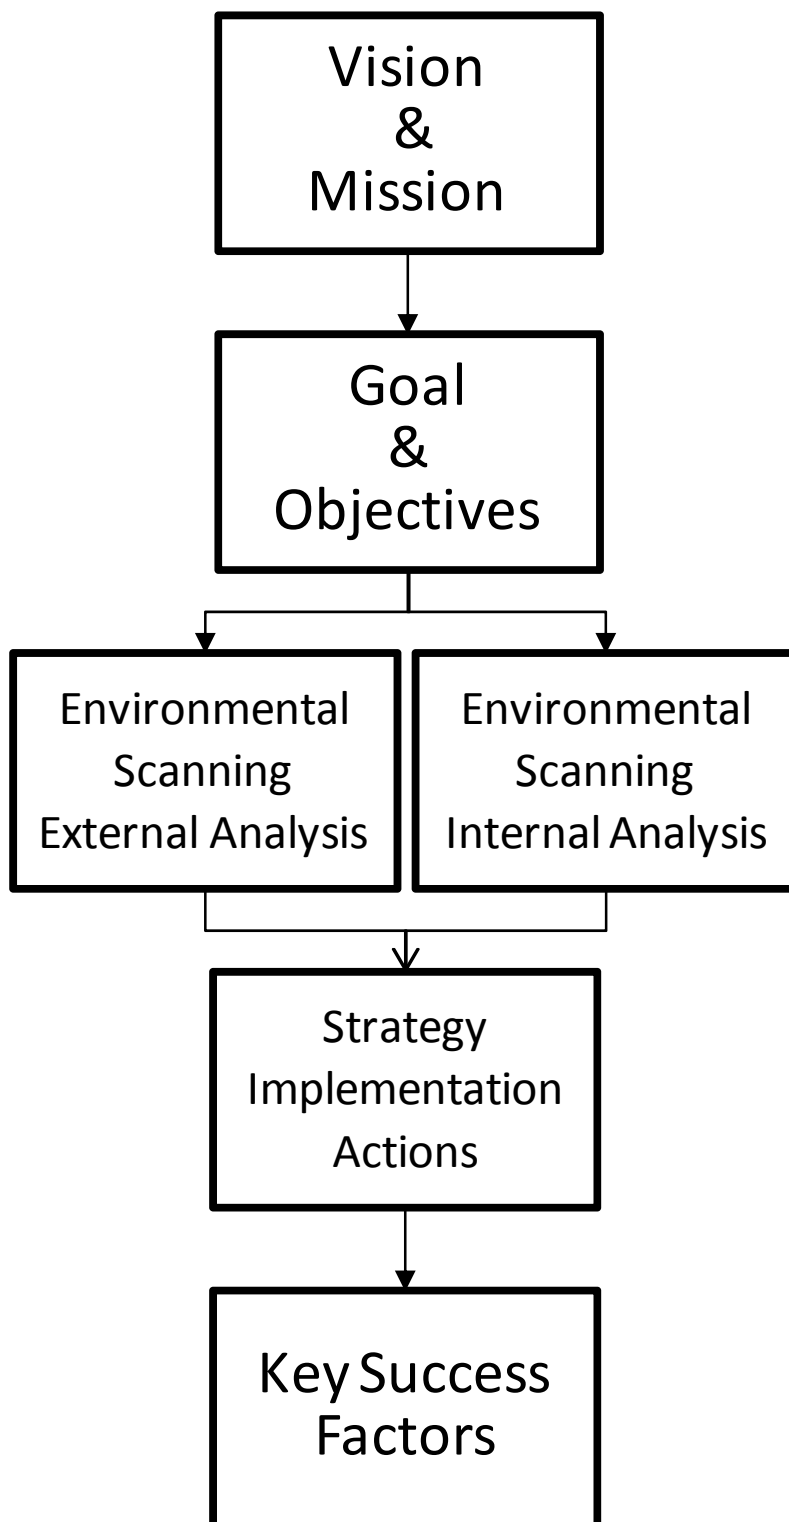 Vision
&
Mission
Goal
&
Objectives
Environmental
Scanning
External Analysis
Environmental
Scanning
Internal Analysis
Strategy
Implementation
Actions
Key Success
Factors